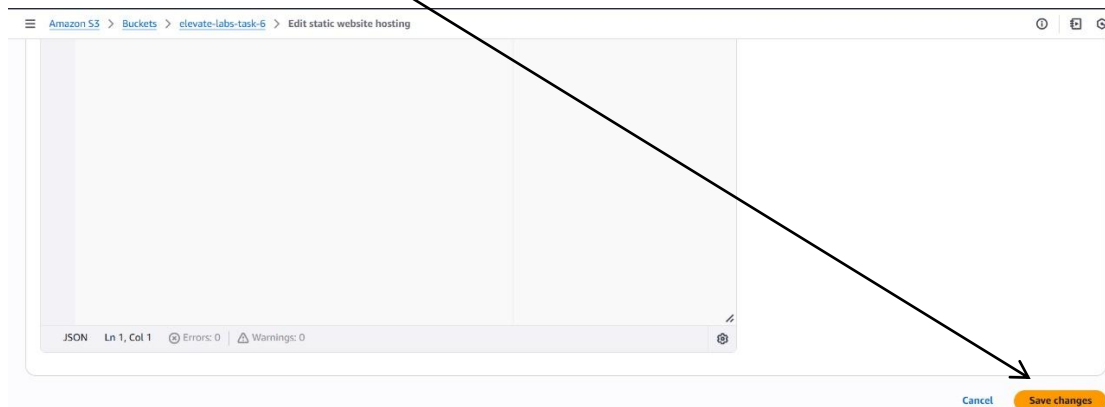 Amazon S3 > Buckets > elevate-labs-task-6 > Edit static website hosting
JSON Ln 1, Col 1 Errors: 0 Warnings: 0
Cancel Save changes